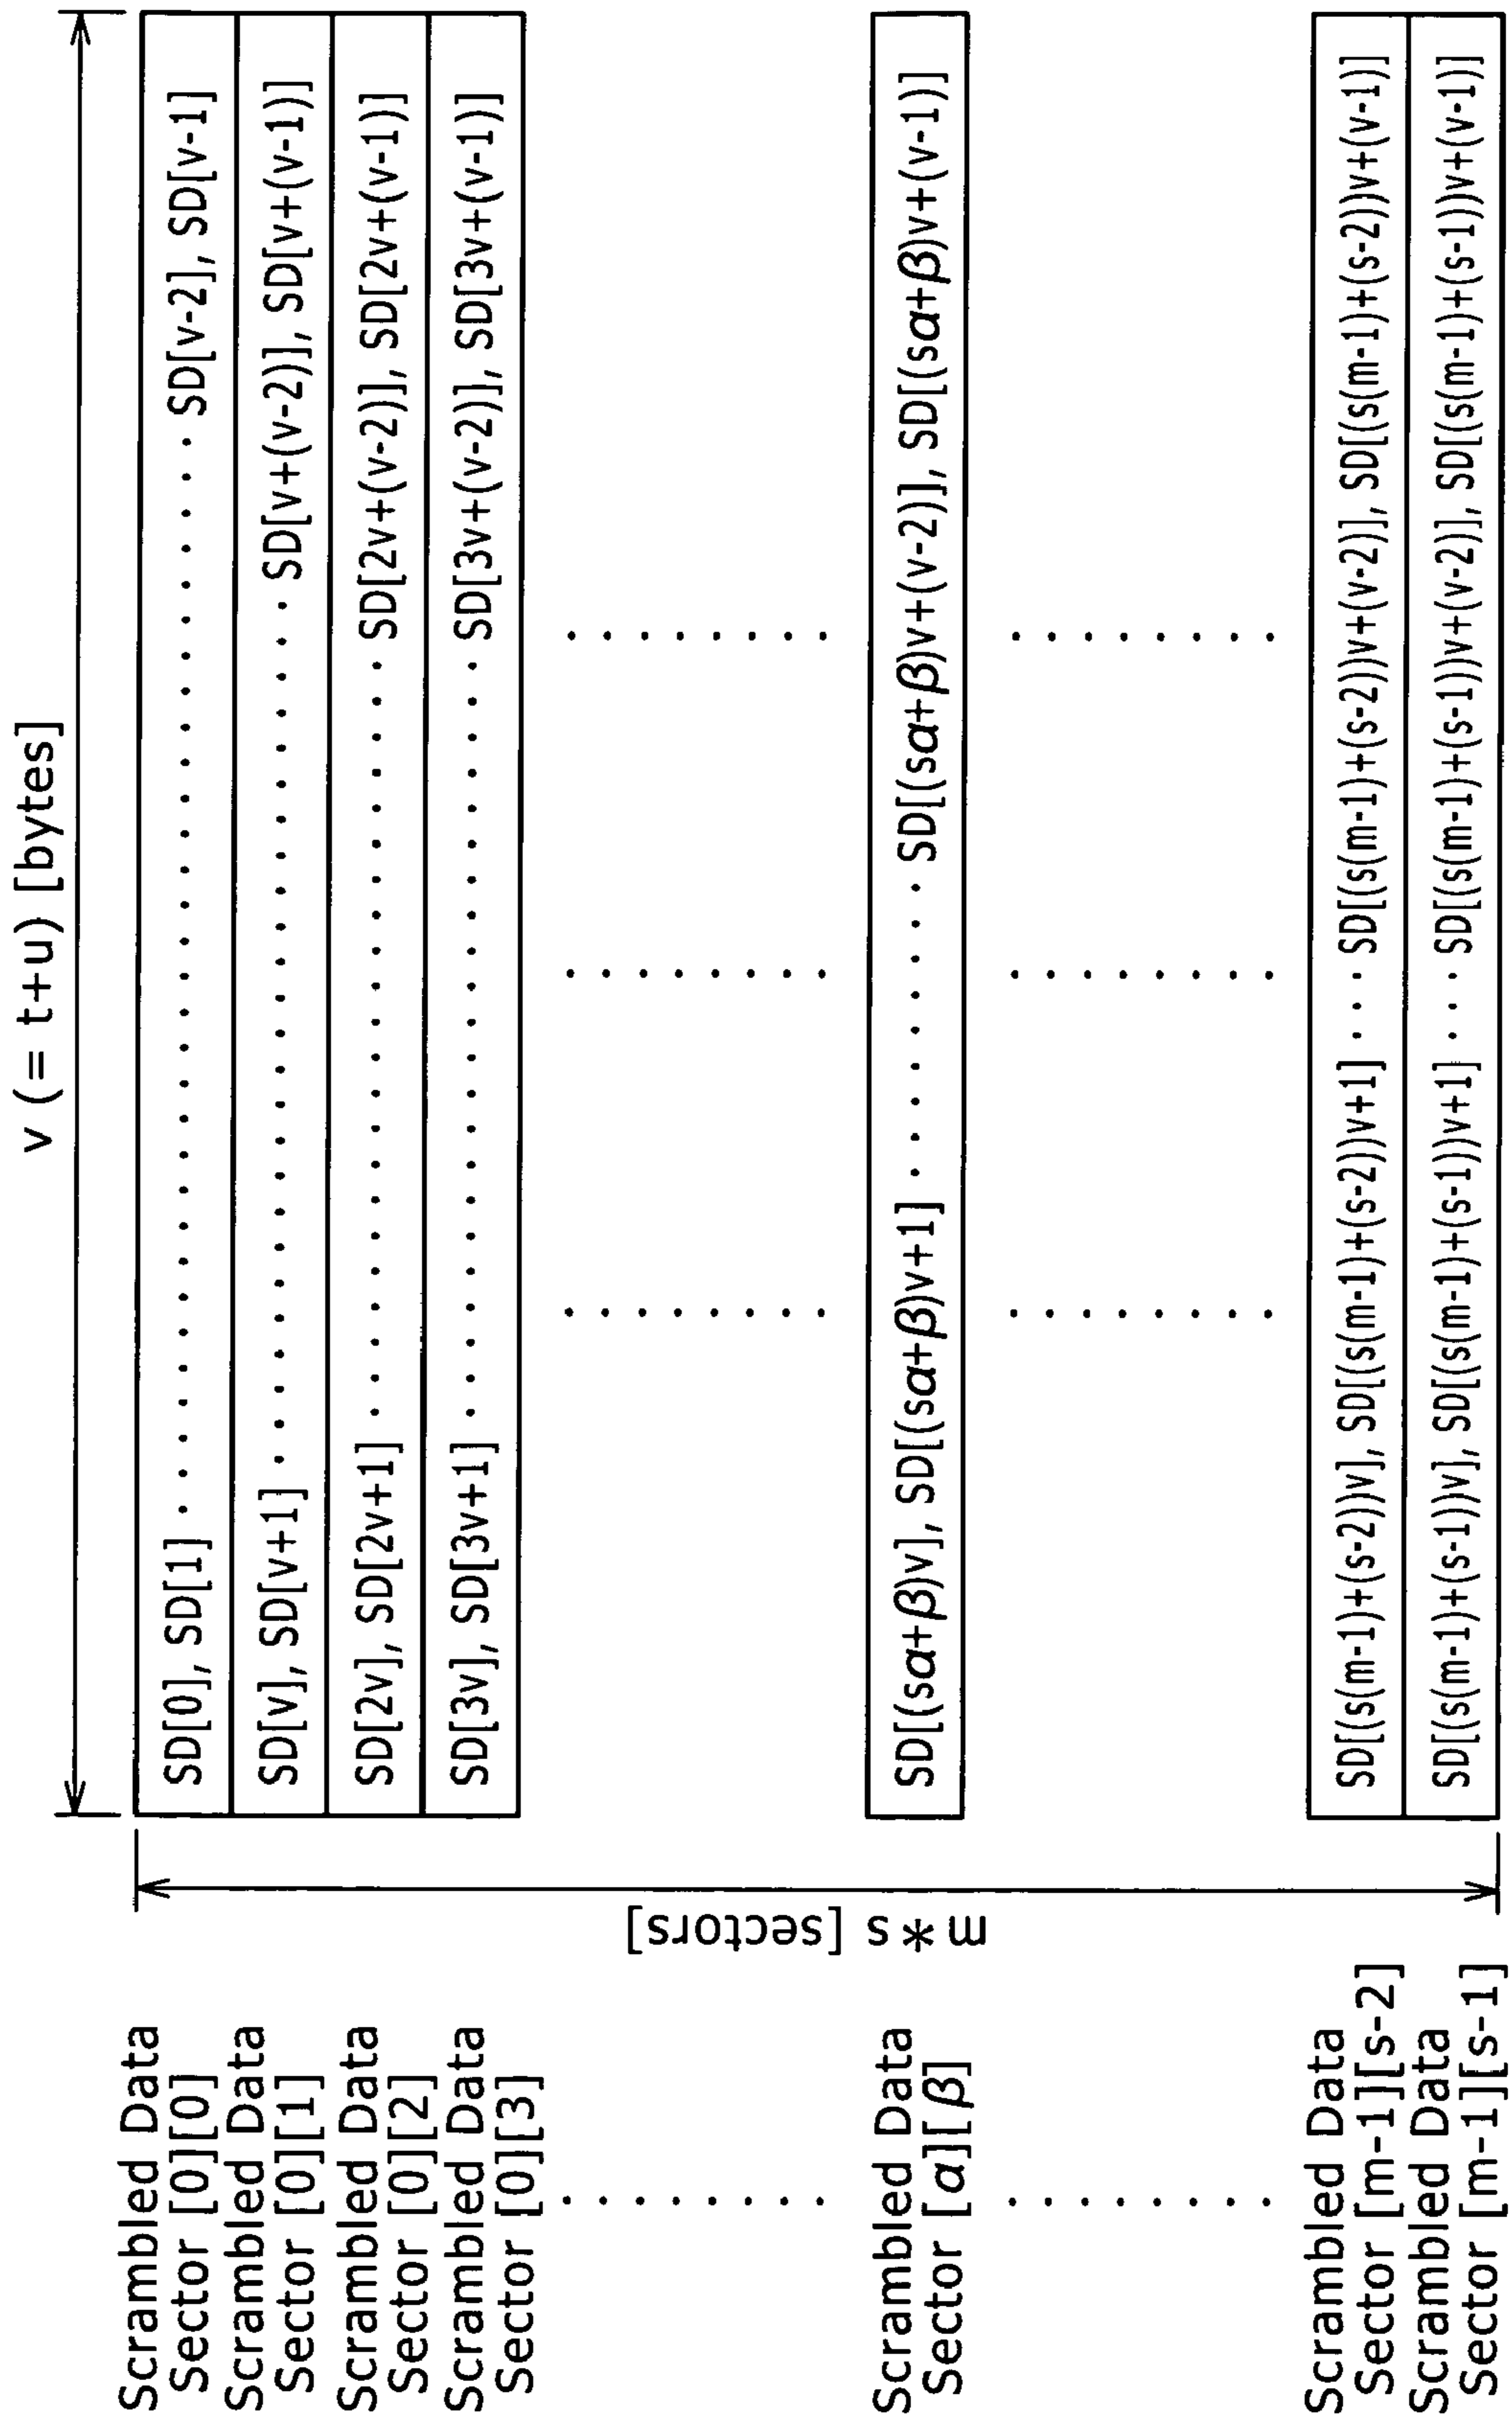 v (= t+u) [bytes]
Scrambled Data
Sector [0][0]
SD[0], SD[1] · · · · · SD[v-2], SD[v-1]
Scrambled Data
Sector [0][1]
SD[v], SD[v+1] · · · · · SD[v+(v-2)], SD[v+(v-1)]
Scrambled Data
Sector [0][2]
SD[2v], SD[2v+1] · · · · · SD[2v+(v-2)], SD[2v+(v-1)]
Scrambled Data
Sector [0][3]
SD[3v], SD[3v+1] · · · · · SD[3v+(v-2)], SD[3v+(v-1)]
m*s [sectors]
Scrambled Data
Sector [α][β]
SD[(sα+β)v], SD[(sα+β)v+1] · · · · · SD[(sα+β)v+(v-2)], SD[(sα+β)v+(v-1)]
Scrambled Data
Sector [m-1][s-2]
SD[(s(m-1)+(s-2))v], SD[(s(m-1)+(s-2))v+1] · · · SD[(s(m-1)+(s-2))v+(v-2)], SD[(s(m-1)+(s-2))v+(v-1)]
Scrambled Data
Sector [m-1][s-1]
SD[(s(m-1)+(s-1))v], SD[(s(m-1)+(s-1))v+1] · · · SD[(s(m-1)+(s-1))v+(v-2)], SD[(s(m-1)+(s-1))v+(v-1)]